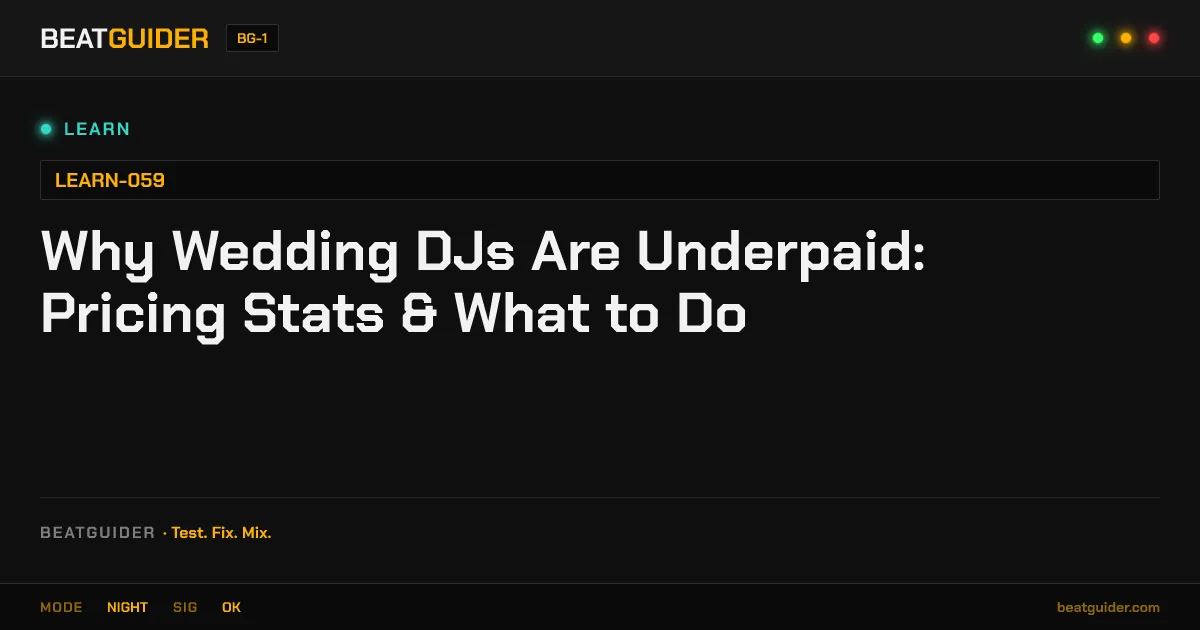 BEATGUIDER BG-1
LEARN
LEARN-059
Why Wedding DJs Are Underpaid:
Pricing Stats & What to Do
BEATGUIDER · Test. Fix. Mix.
MODE NIGHT SIG OK beatguider.com